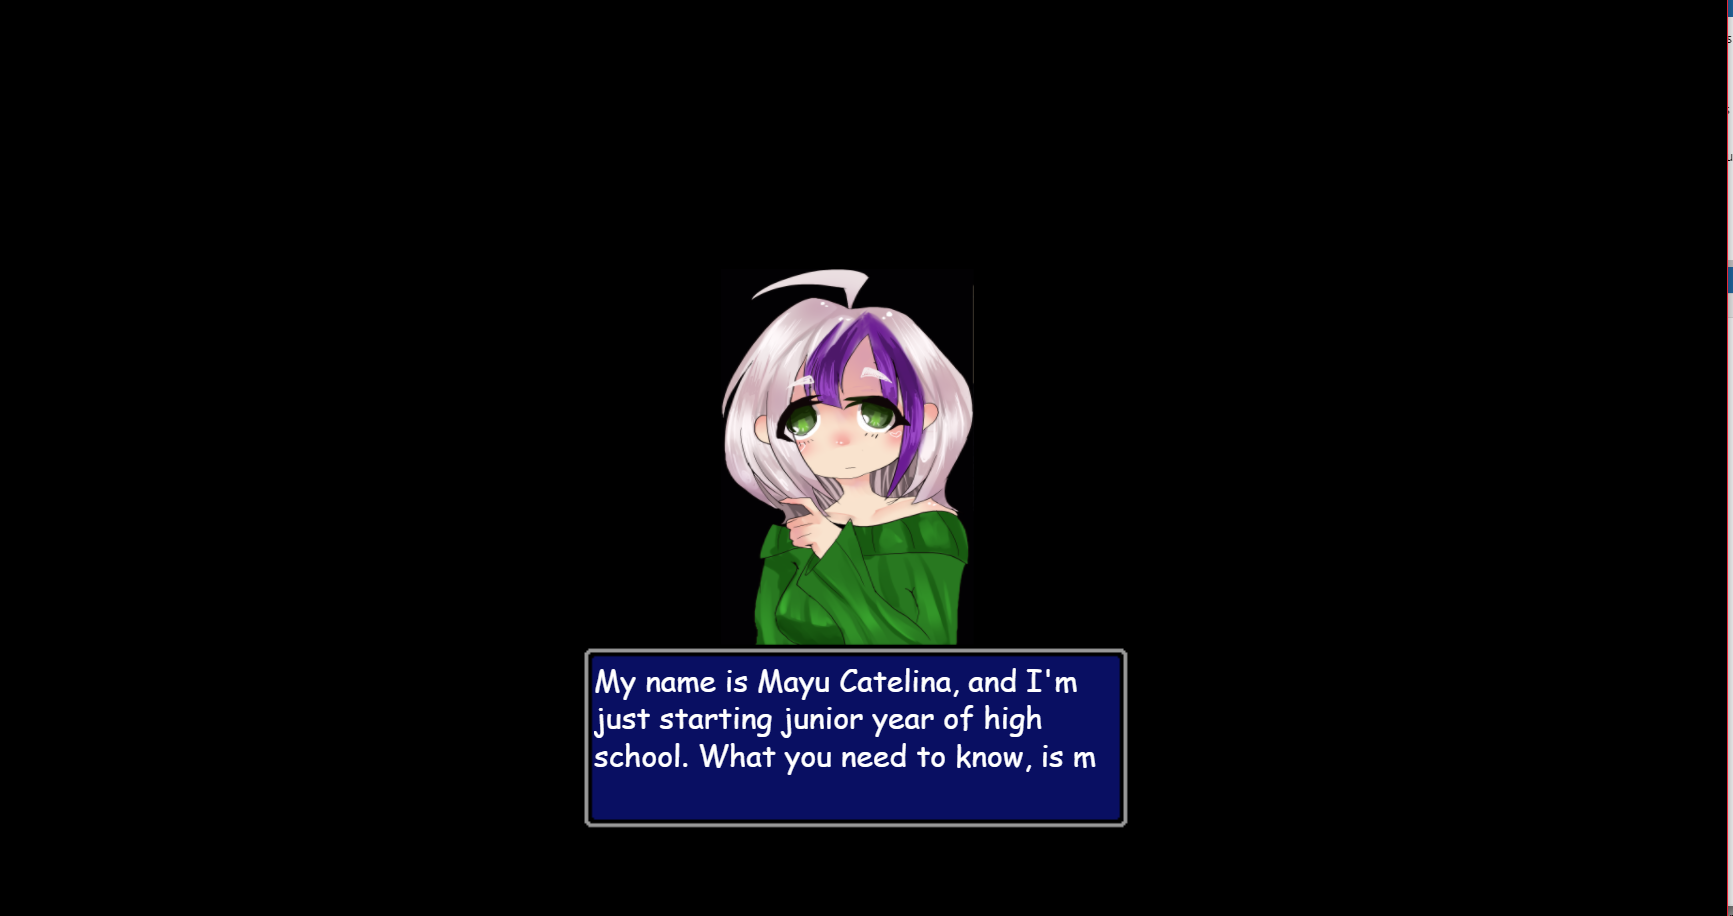 My name is Mayu Catelina, and I'm
just starting junior year of high
school. What you need to know, is m